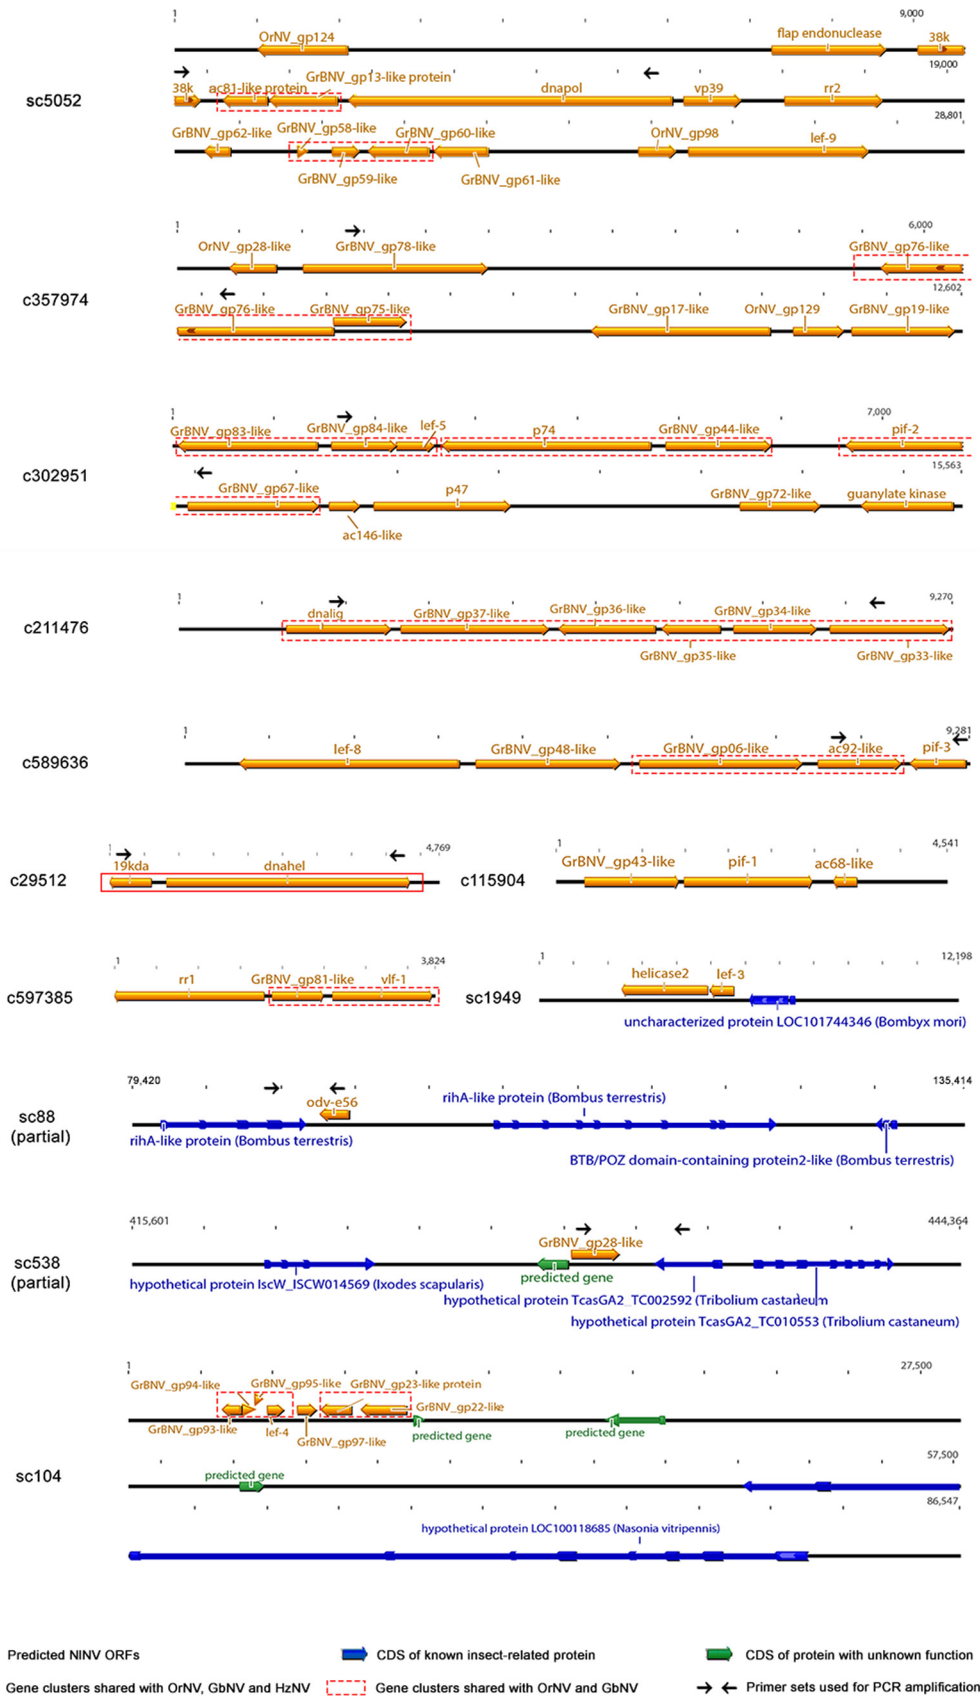 1 9,000
OrNV_gp124 flap endonuclease 38k
19,000
sc5052
38k ac81-like protein GrBNV_gp13-like protein dnapol vp39 rr2
28,801
GrBNV_gp62-like GrBNV_gp58-like GrBNV_gp60-like OrNV_gp98 lef-9
GrBNV_gp59-like GrBNV_gp61-like
1 6,000
OrNV_gp28-like GrBNV_gp78-like GrBNV_gp76-like
c357974
12,602
GrBNV_gp76-like GrBNV_gp75-like GrBNV_gp17-like OrNV_gp129 GrBNV_gp19-like
1 7,000
GrBNV_gp83-like GrBNV_gp84-like lef-5 p74 GrBNV_gp44-like pif-2
c302951
15,563
GrBNV_gp67-like p47 GrBNV_gp72-like guanylate kinase
ac146-like
1 9,270
c211476
dnalig GrBNV_gp37-like GrBNV_gp36-like GrBNV_gp34-like
GrBNV_gp35-like GrBNV_gp33-like
1 9,281
c589636
lef-8 GrBNV_gp48-like GrBNV_gp06-like ac92-like pif-3
1 4,769
c29512
19kda dnahel
1 4,541
c115904
GrBNV_gp43-like pif-1 ac68-like
1 3,824
c597385
rr1 GrBNV_gp81-like vlf-1
1 12,198
sc1949
helicase2 lef-3
uncharacterized protein LOC101744346 (Bombyx mori)
79,420 135,414
sc88
(partial)
odv-e56
rihA-like protein (Bombus terrestris)
rihA-like protein (Bombus terrestris)
BTB/POZ domain-containing protein2-like (Bombus terrestris)
415,601 444,364
sc538
(partial)
GrBNV_gp28-like
predicted gene
hypothetical protein IscW_ISCW014569 (Ixodes scapularis)
hypothetical protein TcasGA2_TC002592 (Tribolium castaneum)
hypothetical protein TcasGA2_TC010553 (Tribolium castaneum)
1 27,500
GrBNV_gp94-like GrBNV_gp95-like GrBNV_gp23-like protein
GrBNV_gp22-like
GrBNV_gp93-like lef-4 GrBNV_gp97-like
predicted gene predicted gene
57,500
sc104
predicted gene
86,547
hypothetical protein LOC100118685 (Nasonia vitripennis)
Predicted NINV ORFs CDS of known insect-related protein CDS of protein with unknown function
Gene clusters shared with OrNV, GbNV and HzNV Gene clusters shared with OrNV and GbNV Primer sets used for PCR amplification